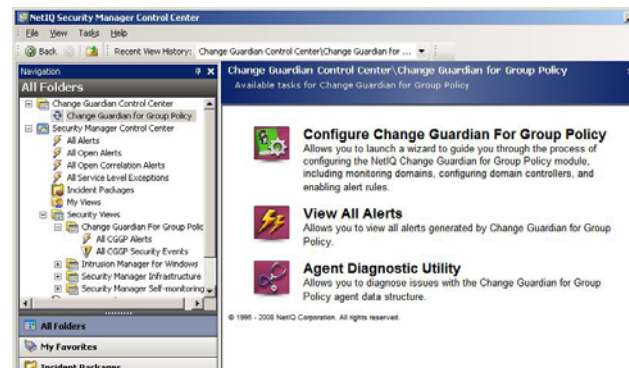 NetIQ Security Manager Control Center
File View Tasks Help
Back Recent View History: Change Guardian Control Center\Change Guardian for ...
Navigation
All Folders
Change Guardian Control Center
Change Guardian for Group Policy
Security Manager Control Center
All Alerts
All Open Alerts
All Open Correlation Alerts
All Service Level Exceptions
Incident Packages
My Views
Security Views
Change Guardian For Group Polic
All CGGP Alerts
All CGGP Security Events
Intrusion Manager for Windows
Security Manager Infrastructure
Security Manager Self-monitoring
All Folders
My Favorites
Incident Packages
Change Guardian Control Center\Change Guardian for Group Policy
Available tasks for Change Guardian for Group Policy
Configure Change Guardian For Group Policy
Allows you to launch a wizard to guide you through the process of
configuring the NetIQ Change Guardian for Group Policy module,
including monitoring domains, configuring domain controllers, and
enabling alert rules.
View All Alerts
Allows you to view all alerts generated by Change Guardian for Group
Policy.
Agent Diagnostic Utility
Allows you to diagnose issues with the Change Guardian for Group
Policy agent data structure.
© 1996 - 2008 NetIQ Corporation. All rights reserved.